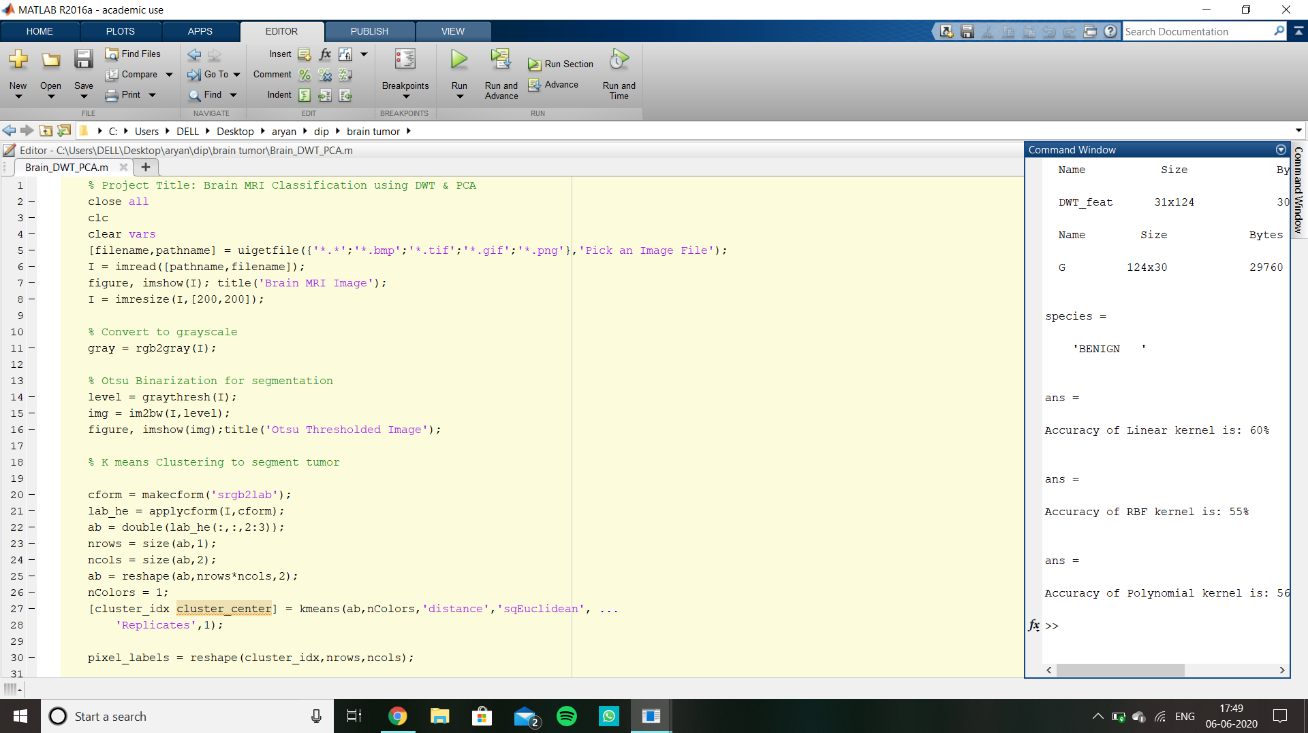 MATLAB R2016a - academic use
HOME PLOTS APPS EDITOR PUBLISH VIEW
Search Documentation
New Open Save
Find Files
Compare
Print
FILE
Go To
Find
NAVIGATE
Insert fx
Comment
Indent
EDIT
Breakpoints
BREAKPOINTS
Run
Run and Advance
Run Section
Advance
Run and Time
RUN
C: Users DELL Desktop aryan dip brain tumor
Editor - C:\Users\DELL\Desktop\aryan\dip\brain tumor\Brain_DWT_PCA.m
Brain_DWT_PCA.m
1 % Project Title: Brain MRI Classification using DWT & PCA
2 – close all
3 – clc
4 – clear vars
5 – [filename,pathname] = uigetfile({'*.*';'*.bmp';'*.tif';'*.gif';'*.png'},'Pick an Image File');
6 – I = imread([pathname,filename]);
7 – figure, imshow(I); title('Brain MRI Image');
8 – I = imresize(I,[200,200]);
9
10 % Convert to grayscale
11 – gray = rgb2gray(I);
12
13 % Otsu Binarization for segmentation
14 – level = graythresh(I);
15 – img = im2bw(I,level);
16 – figure, imshow(img);title('Otsu Thresholded Image');
17
18 % K means Clustering to segment tumor
19
20 – cform = makecform('srgb2lab');
21 – lab_he = applycform(I,cform);
22 – ab = double(lab_he(:,:,2:3));
23 – nrows = size(ab,1);
24 – ncols = size(ab,2);
25 – ab = reshape(ab,nrows*ncols,2);
26 – nColors = 1;
27 – [cluster_idx cluster_center] = kmeans(ab,nColors,'distance','sqEuclidean', ...
28 'Replicates',1);
29
30 – pixel_labels = reshape(cluster_idx,nrows,ncols);
31
Command Window
Name Size By
DWT_feat 31x124 30
Name Size Bytes
G 124x30 29760
species =
'BENIGN '
ans =
Accuracy of Linear kernel is: 60%
ans =
Accuracy of RBF kernel is: 55%
ans =
Accuracy of Polynomial kernel is: 56
fx >>
Command Window
Start a search
2
ENG
17:49
06-06-2020